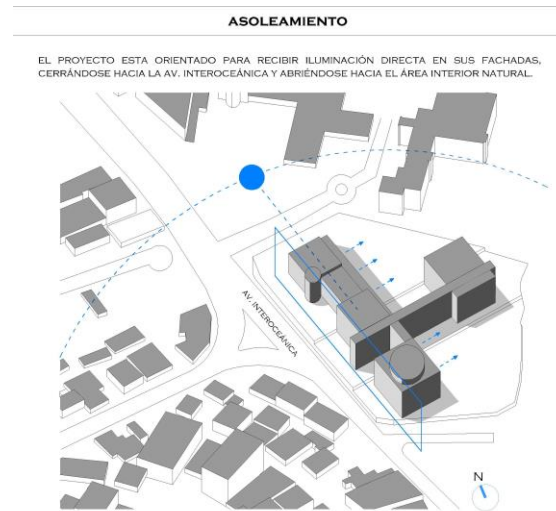 ASOLEAMIENTO
EL PROYECTO ESTA ORIENTADO PARA RECIBIR ILUMINACIÓN DIRECTA EN SUS FACHADAS,
CERRÁNDOSE HACIA LA AV. INTEROCEÁNICA Y ABRIÉNDOSE HACIA EL ÁREA INTERIOR NATURAL.
AV. INTEROCEÁNICA
N